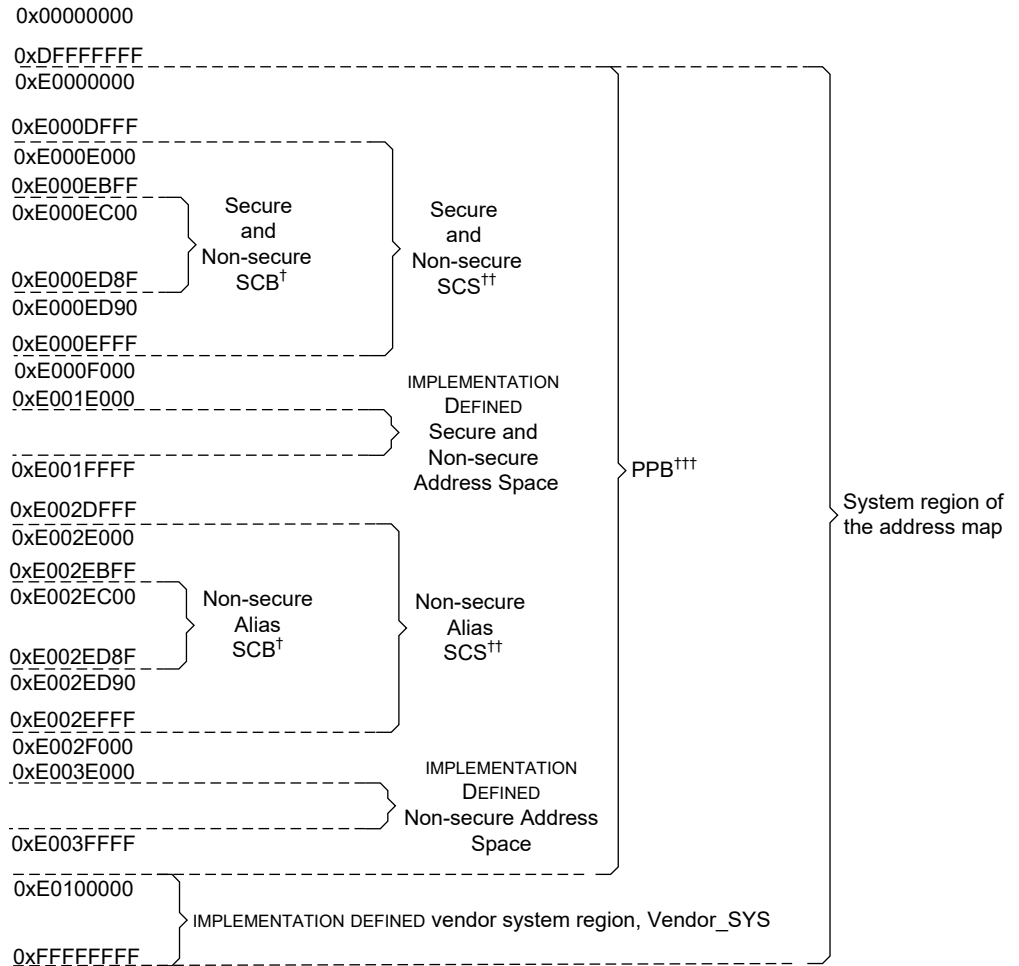 0x00000000
0xDFFFFFFF
0xE0000000
0xE000DFFF
0xE000E000
0xE000EBFF
0xE000EC00
Secure
and
Non-secure
SCB†
Secure
and
Non-secure
SCS††
0xE000ED8F
0xE000ED90
0xE000EFFF
0xE000F000
0xE001E000
IMPLEMENTATION
DEFINED
Secure and
Non-secure
Address Space
0xE001FFFF
PPB†††
System region of
the address map
0xE002DFFF
0xE002E000
0xE002EBFF
0xE002EC00
Non-secure
Alias
SCB†
Non-secure
Alias
SCS††
0xE002ED8F
0xE002ED90
0xE002EFFF
0xE002F000
0xE003E000
IMPLEMENTATION
DEFINED
Non-secure Address
Space
0xE003FFFF
0xE0100000
IMPLEMENTATION DEFINED vendor system region, Vendor_SYS
0xFFFFFFFF